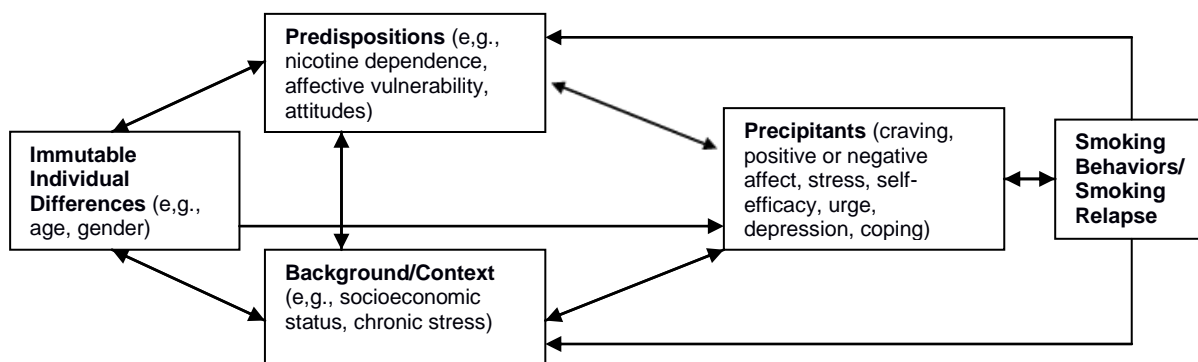 Predispositions (e,g.,
nicotine dependence,
affective vulnerability,
attitudes)
Immutable
Individual
Differences (e,g.,
age, gender)
Background/Context
(e,g., socioeconomic
status, chronic stress)
Precipitants (craving,
positive or negative
affect, stress, self-
efficacy, urge,
depression, coping)
Smoking
Behaviors/
Smoking
Relapse